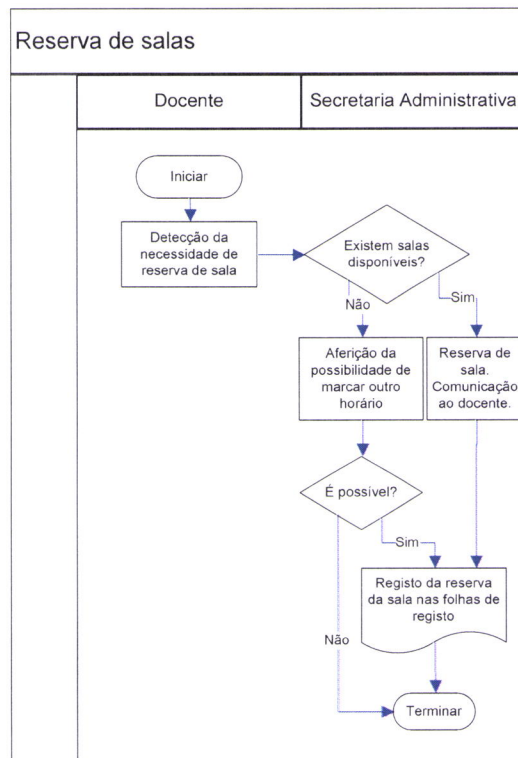 Reserva de salas
Docente
Secretaria Administrativa
Iniciar
Detecção da
necessidade de
reserva de sala
Existem salas
disponíveis?
Não
Sim
Aferição da
possibilidade de
marcar outro
horário
Reserva de
sala.
Comunicação
ao docente.
É possível?
Sim
Registo da reserva
da sala nas folhas de
registo
Não
Terminar